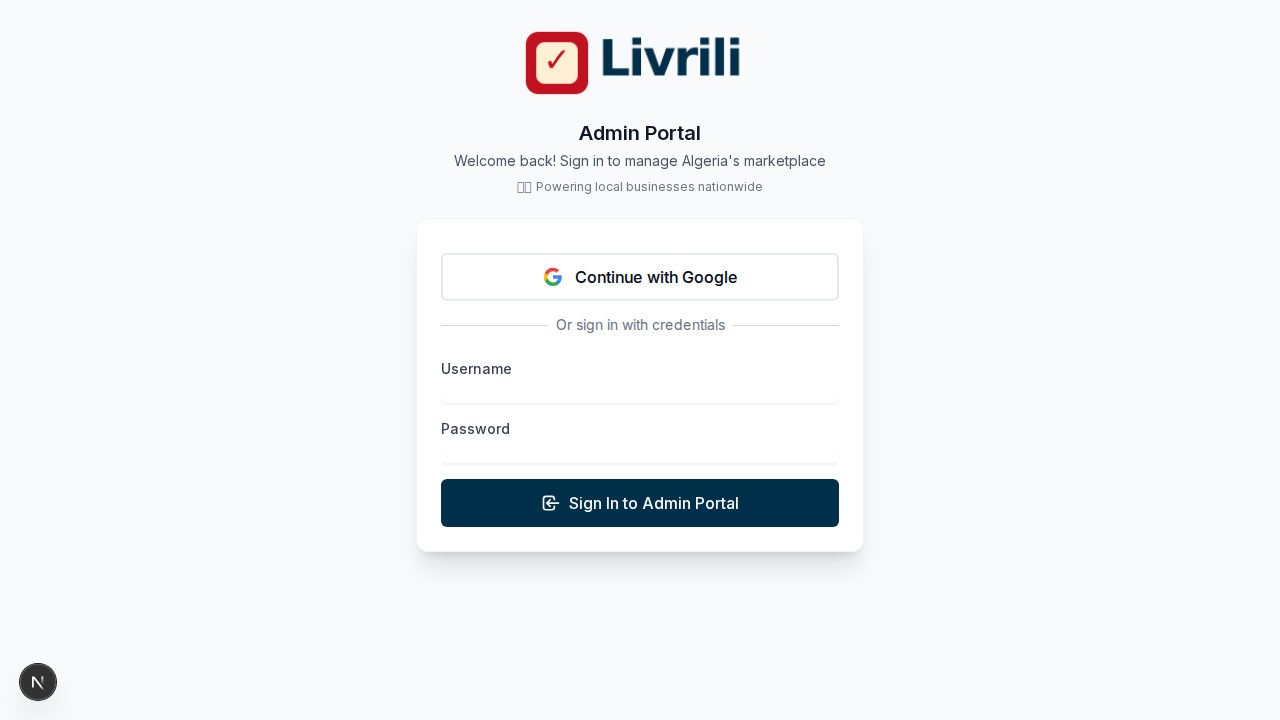 ✓ Livrili
Admin Portal
Welcome back! Sign in to manage Algeria's marketplace
Powering local businesses nationwide
Continue with Google
Or sign in with credentials
Username
Password
Sign In to Admin Portal
N